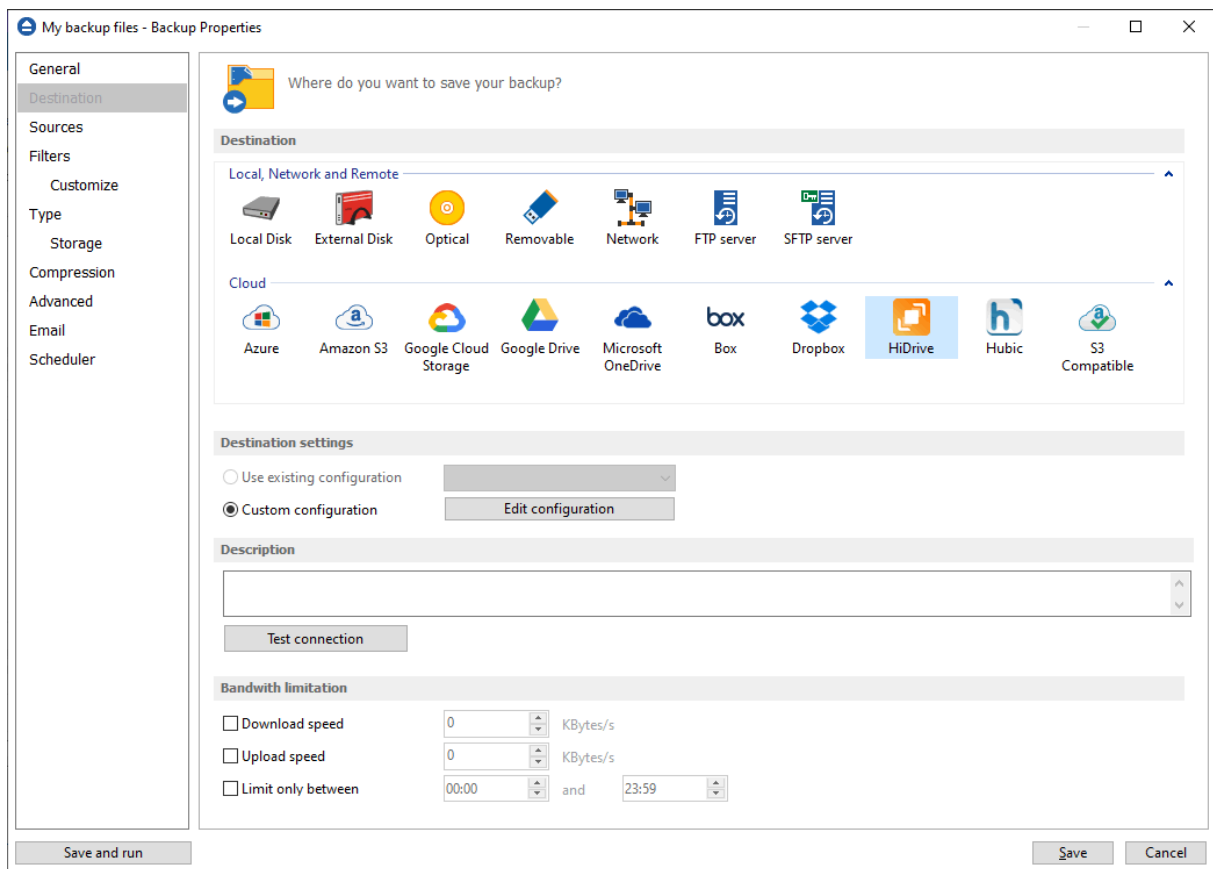 My backup files - Backup Properties
General
Destination
Sources
Filters
Customize
Type
Storage
Compression
Advanced
Email
Scheduler
Where do you want to save your backup?
Destination
Local, Network and Remote
Local Disk External Disk Optical Removable Network FTP server SFTP server
Cloud
a box h a
Azure Amazon S3 Google Cloud Google Drive Microsoft Box Dropbox HiDrive Hubic S3
Storage OneDrive Compatible
Destination settings
Use existing configuration
Custom configuration Edit configuration
Description
Test connection
Bandwith limitation
Download speed 0 KBytes/s
Upload speed 0 KBytes/s
Limit only between 00:00 and 23:59
Save and run Save Cancel